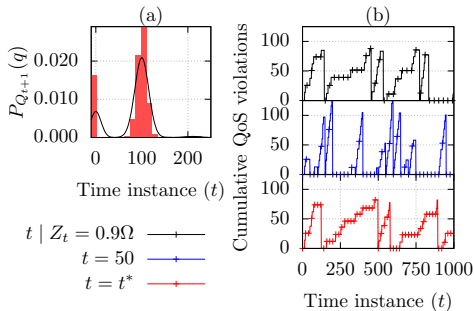 (a)
P_{Q_{t+1}}(q)
0.020
0.010
0.000
0
100
200
Time instance (t)
t | Z_t = 0.9Ω
t = 50
t = t*
(b)
Cumulative QoS violations
100
50
0
100
50
0
100
50
0
0
250
500
750
1000
Time instance (t)